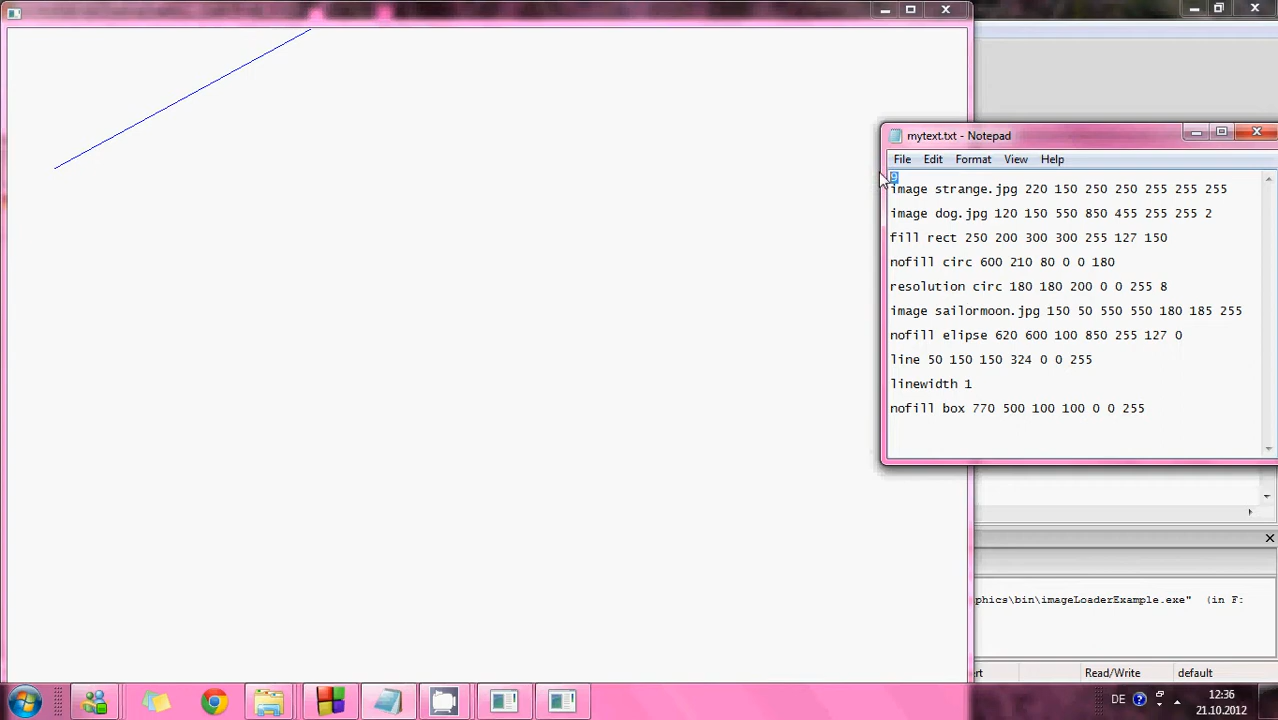 mytext.txt - Notepad
File Edit Format View Help
9
image strange.jpg 220 150 250 250 255 255 255
image dog.jpg 120 150 550 850 455 255 255 2
fill rect 250 200 300 300 255 127 150
nofill circ 600 210 80 0 0 180
resolution circ 180 180 200 0 0 255 8
image sailormoon.jpg 150 50 550 550 180 185 255
nofill elipse 620 600 100 850 255 127 0
line 50 150 150 324 0 0 255
linewidth 1
nofill box 770 500 100 100 0 0 255
phics\bin\imageLoaderExample.exe" (in F:
rt Read/Write default
DE 12:36
21.10.2012